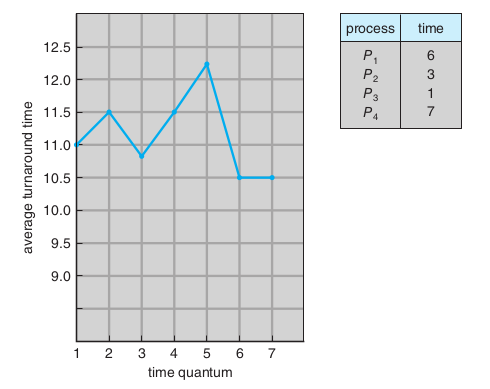 average turnaround time
12.5
12.0
11.5
11.0
10.5
10.0
9.5
9.0
1 2 3 4 5 6 7
time quantum
process time
P1 6
P2 3
P3 1
P4 7